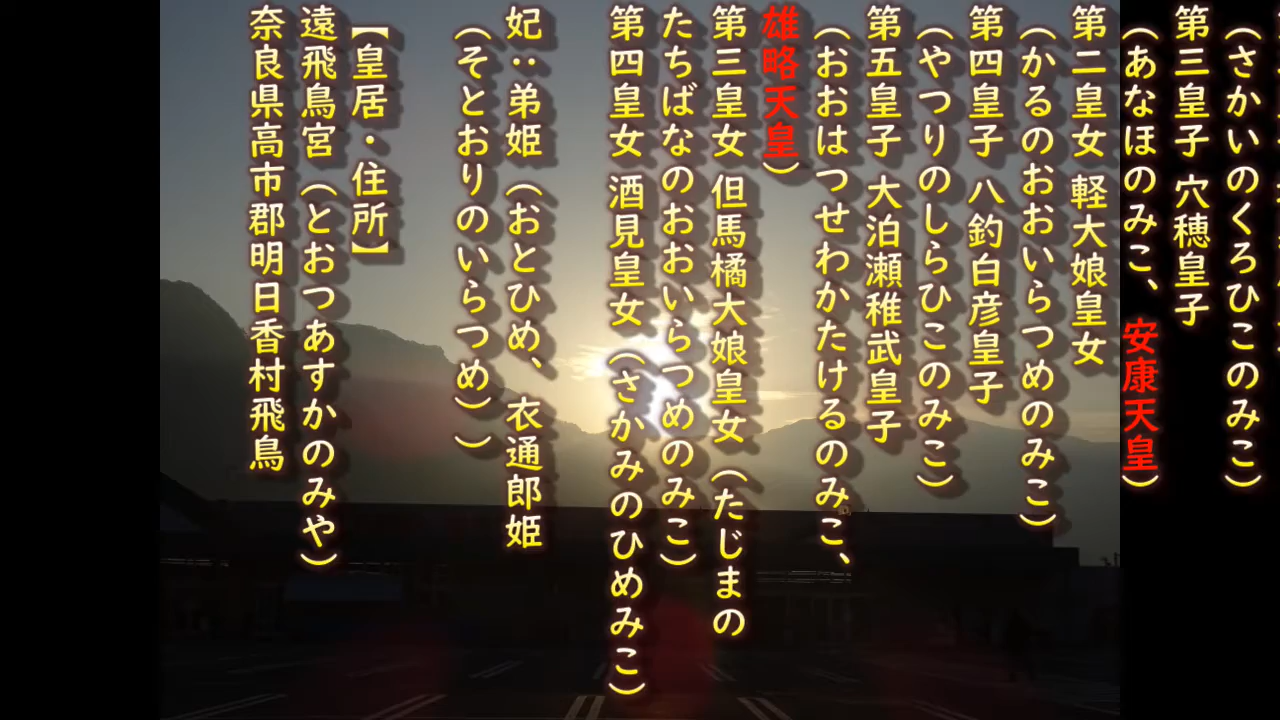 (さかいのくろひこのみこ)
第三皇子 穴穂皇子
(あなほのみこ、安康天皇)
第二皇女 軽大娘皇女
(かるのおおいらつめのみこ)
第四皇子 八釣白彦皇子
(やつりのしらひこのみこ)
第五皇子 大泊瀬稚武皇子
(おおはつせわかたけるのみこ、
雄略天皇)
第三皇女 但馬橘大娘皇女(たじまの
たちばなのおおいらつめのみこ)
第四皇女 酒見皇女(さかみのひめみこ)
妃:弟姫(おとひめ、衣通郎姫
(そとおりのいらつめ))
【皇居・住所】
遠飛鳥宮(とおつあすかのみや)
奈良県高市郡明日香村飛鳥